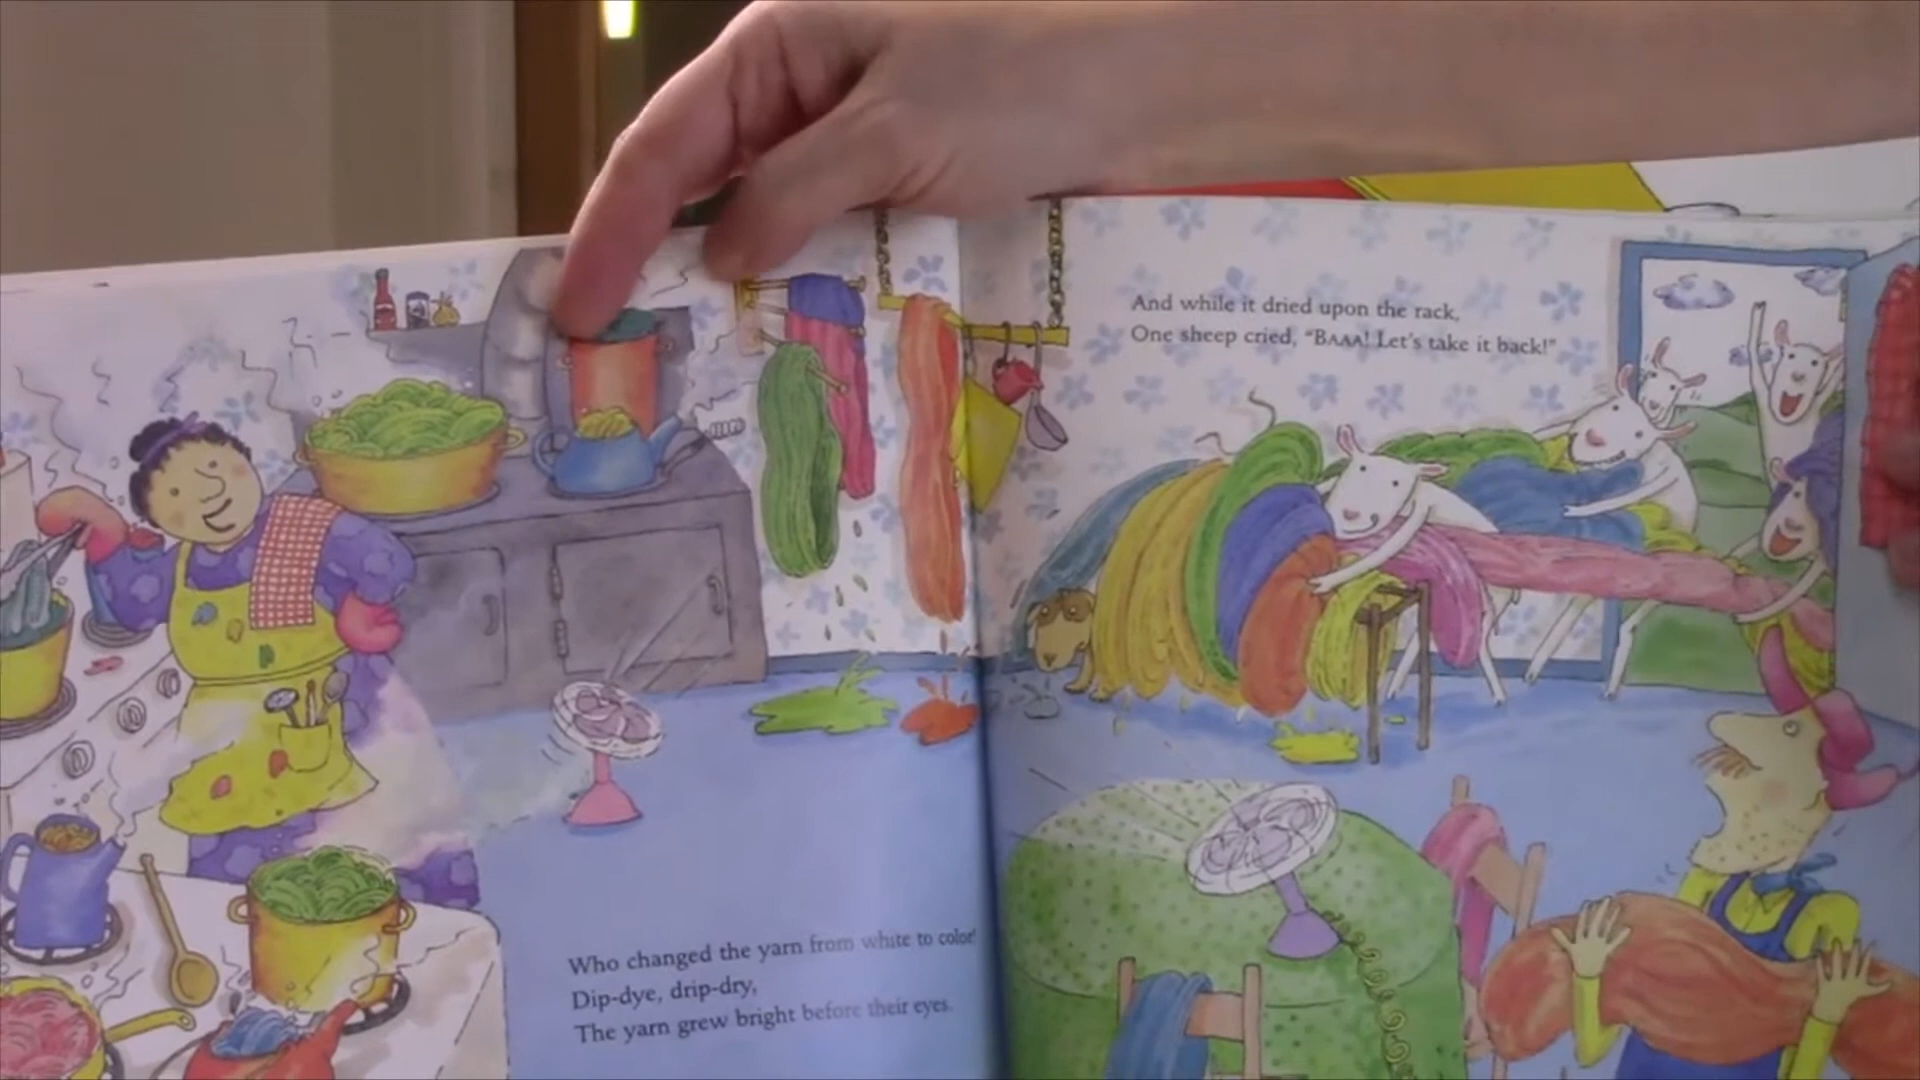 Who changed the yarn from white to color!
Dip-dye, drip-dry,
The yarn grew bright before their eyes.
And while it dried upon the rack,
One sheep cried, “BAAA! Let's take it back!”